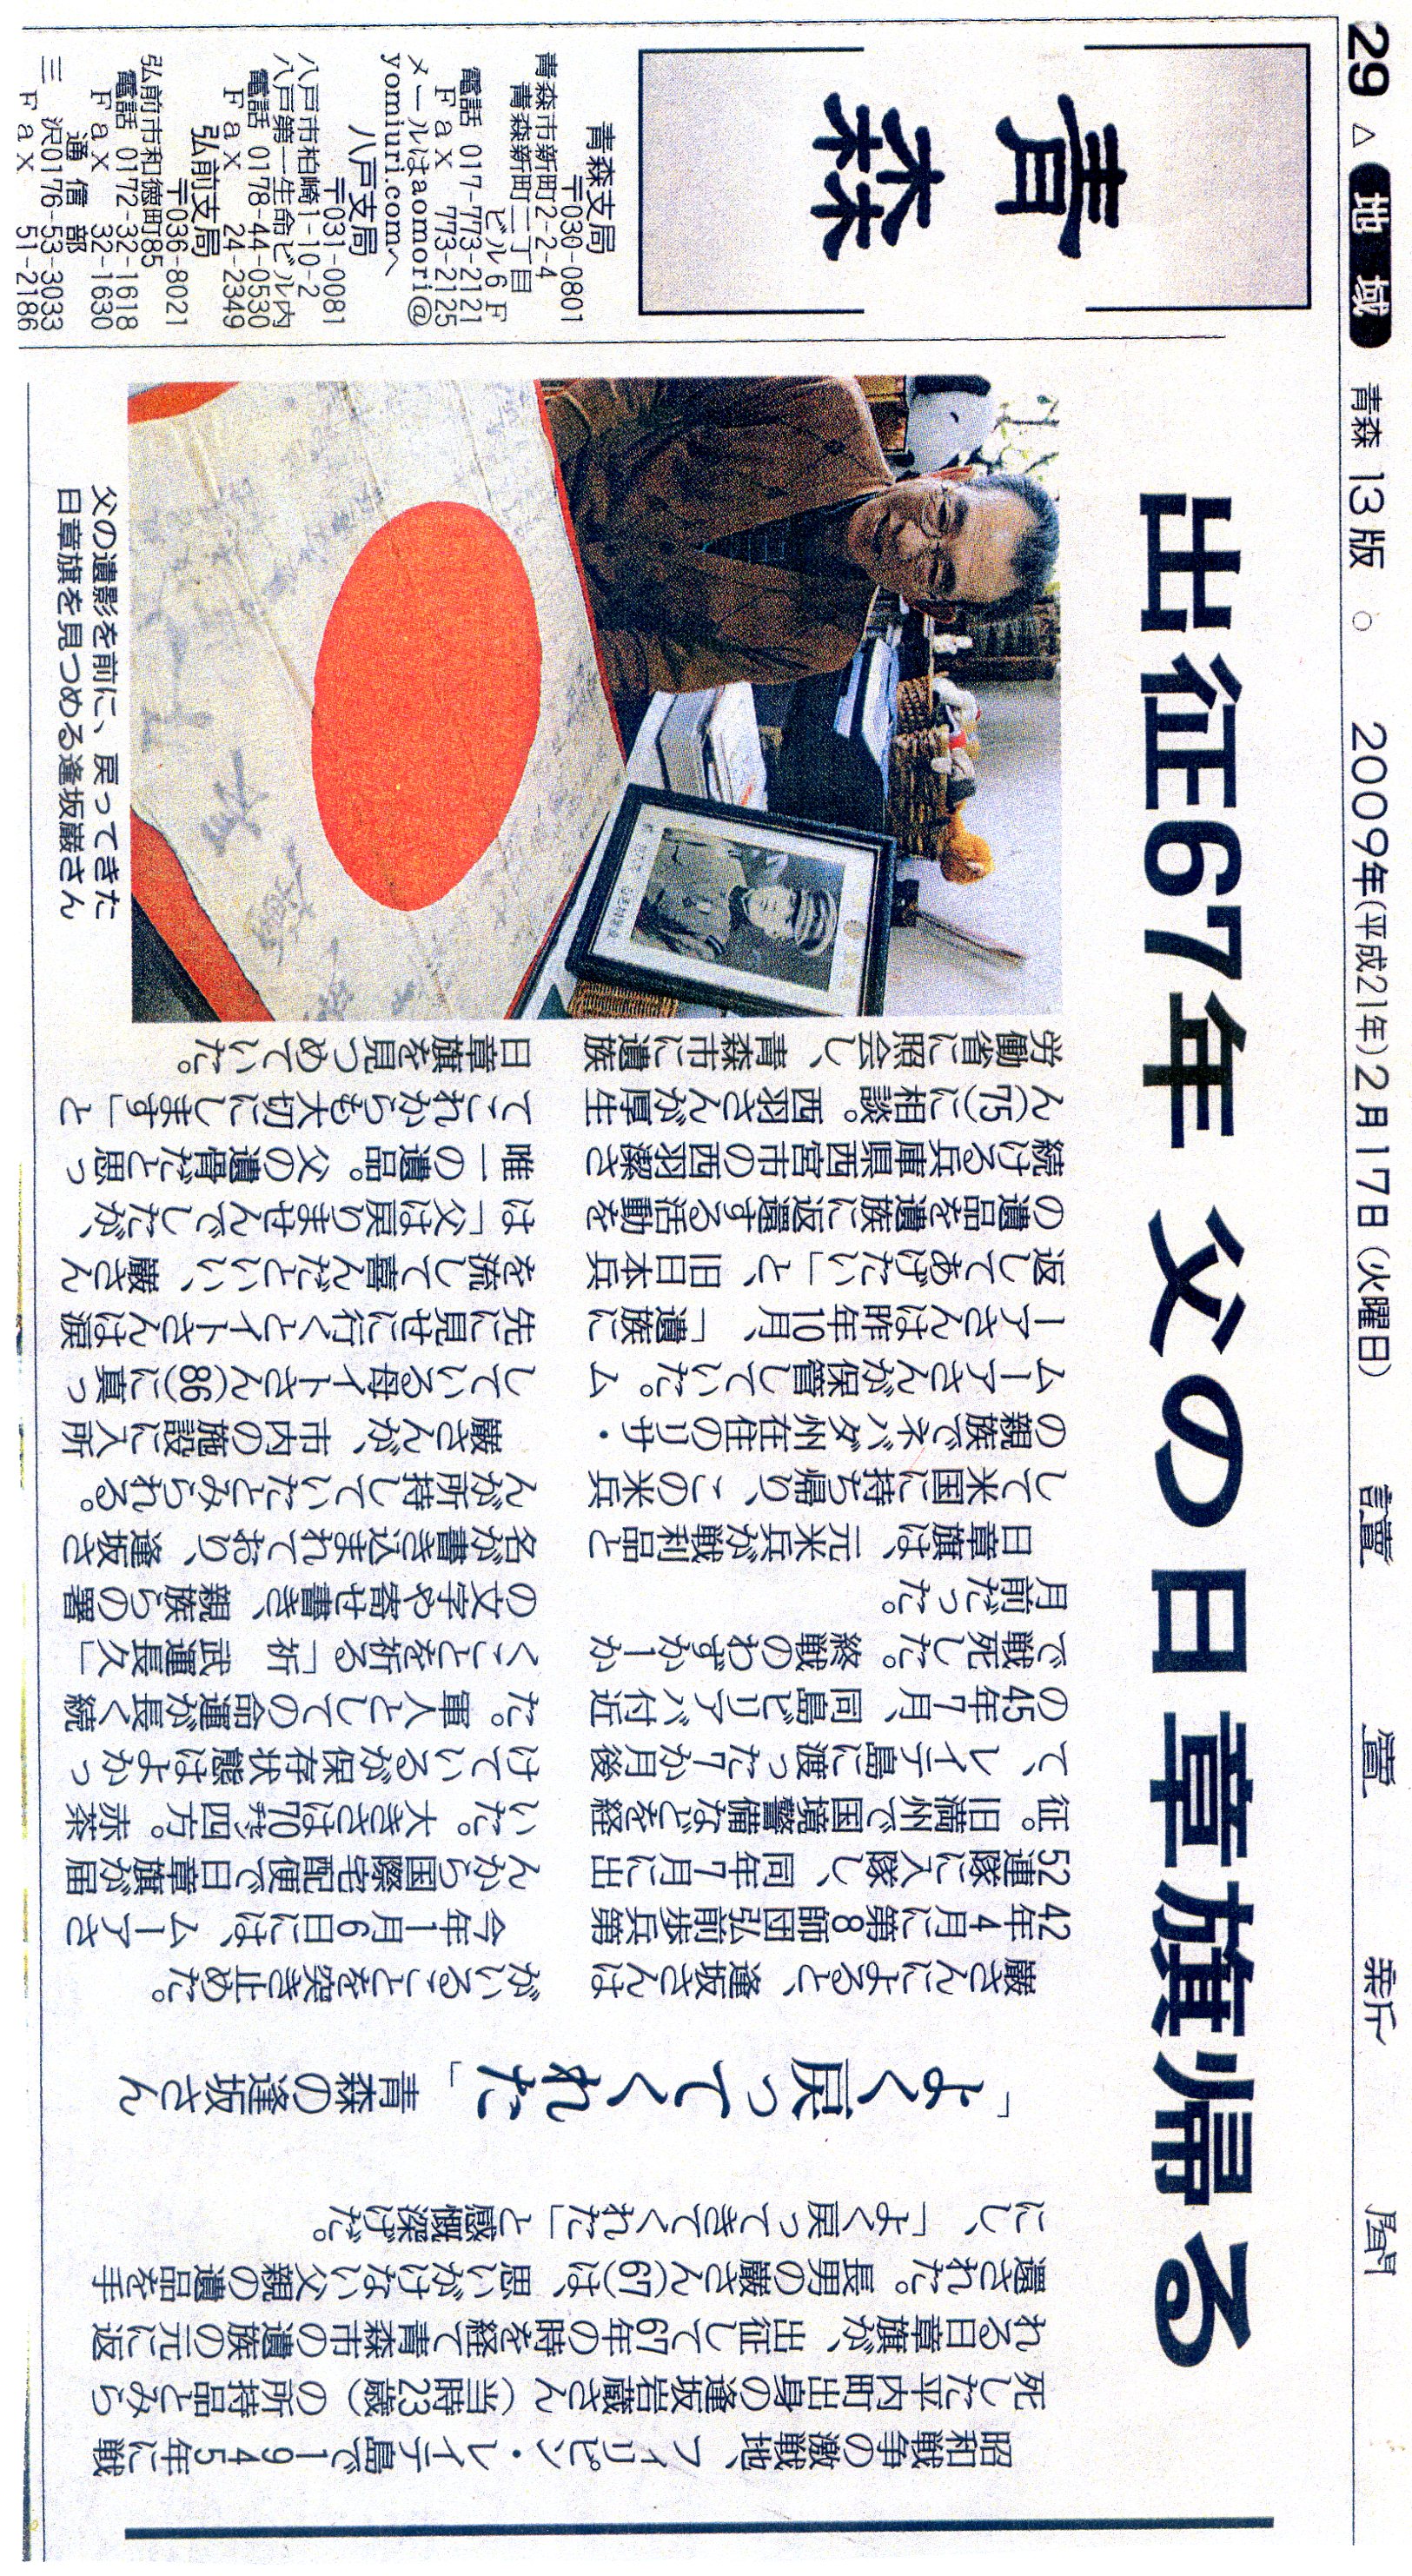 29 △ 地域 青森 13版 ○ 2009年(平成21年)2月17日(火曜日) 讀賣新聞
出征67年 父の日章旗帰る
「よく戻ってくれた」 青森の逢坂さん
昭和戦争の激戦地、フィリピン・レイテ島で1945年に戦
死した平内町出身の逢坂岩蔵さん(当時23歳)の所持品とみら
れる日章旗が、出征して67年の時を経て青森市の遺族の元に返
還された。長男の巌さん(67)は、思いがけない父親の遺品を手
にし、「よく戻ってきてくれた」と感慨深げだ。
巌さんによると、逢坂さんは
42年4月に第8師団弘前歩兵第
52連隊に入隊し、同年7月に出
征。旧満州で国境警備などを経
て、レイテ島に渡った7か月後
の45年7月、同島ビリアバ付近
で戦死した。終戦のわずか1か
月前だった。
日章旗は、元米兵が戦利品と
して米国に持ち帰り、この米兵
の親族でネバダ州在住のリサ・
ムーアさんが保管していた。ム
ーアさんは昨年10月、「遺族に
返してあげたい」と、旧日本兵
の遺品を遺族に返還する活動を
続ける兵庫県西宮市の西羽潔さ
ん(75)に相談。西羽さんが厚生
労働省に照会し、青森市に遺族
がいることを突き止めた。
今年1月6日には、ムーアさ
んから国際宅配便で日章旗が届
いた。大きさは70㌢四方。赤茶
けているが保存状態はよかっ
た。軍人としての命運が長く続
くことを祈る「祈 武運長久」
の文字や寄せ書き、親族らの署
名が書き込まれており、逢坂さ
んが所持していたとみられる。
巌さんが、市内の施設に入所
している母イトさん(86)に真っ
先に見せに行くとイトさんは涙
を流して喜んだといい、巌さん
は「父は戻りませんでしたが、
唯一の遺品。父の遺骨だと思っ
てこれからも大切にします」と
日章旗を見つめていた。
父の遺影を前に、戻ってきた
日章旗を見つめる逢坂巌さん
青森
青森支局
〒030-0801
青森市新町2-2-4
青森新町二丁目
ビル6F
電話 017-773-2121
Fax 773-2125
メールはaomori@
yomiuri.comへ
八戸支局
〒031-0081
八戸市柏崎1-10-2
八戸第一生命ビル内
電話 0178-44-0530
Fax 24-2349
弘前支局
〒036-8021
弘前市和徳町85
電話 0172-32-1618
Fax 32-1630
通信部
三 沢0176-53-3033
Fax 51-2186